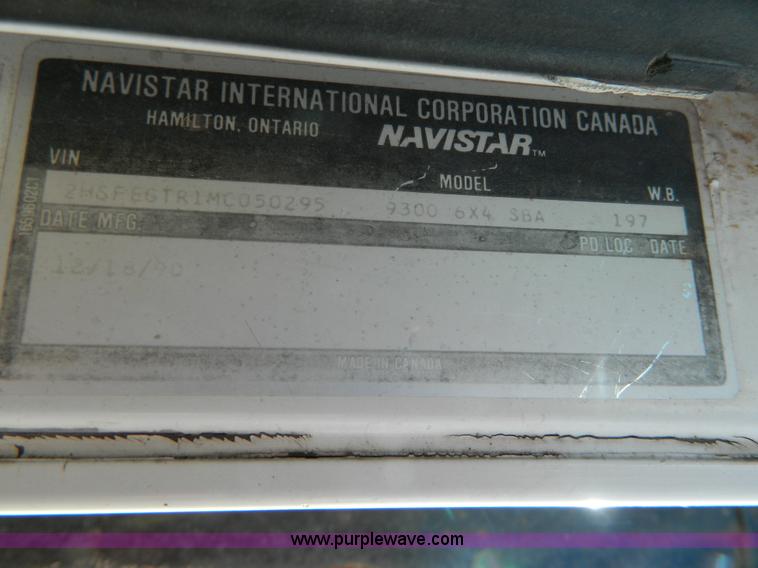 NAVISTAR INTERNATIONAL CORPORATION CANADA
HAMILTON, ONTARIO NAVISTAR™
VIN MODEL W.B.
2HSFEGTR1MC050295 9300 6X4 SBA 197
DATE MFG. PD LOC DATE
12/18/90
MADE IN CANADA
1659602C1
www.purplewave.com